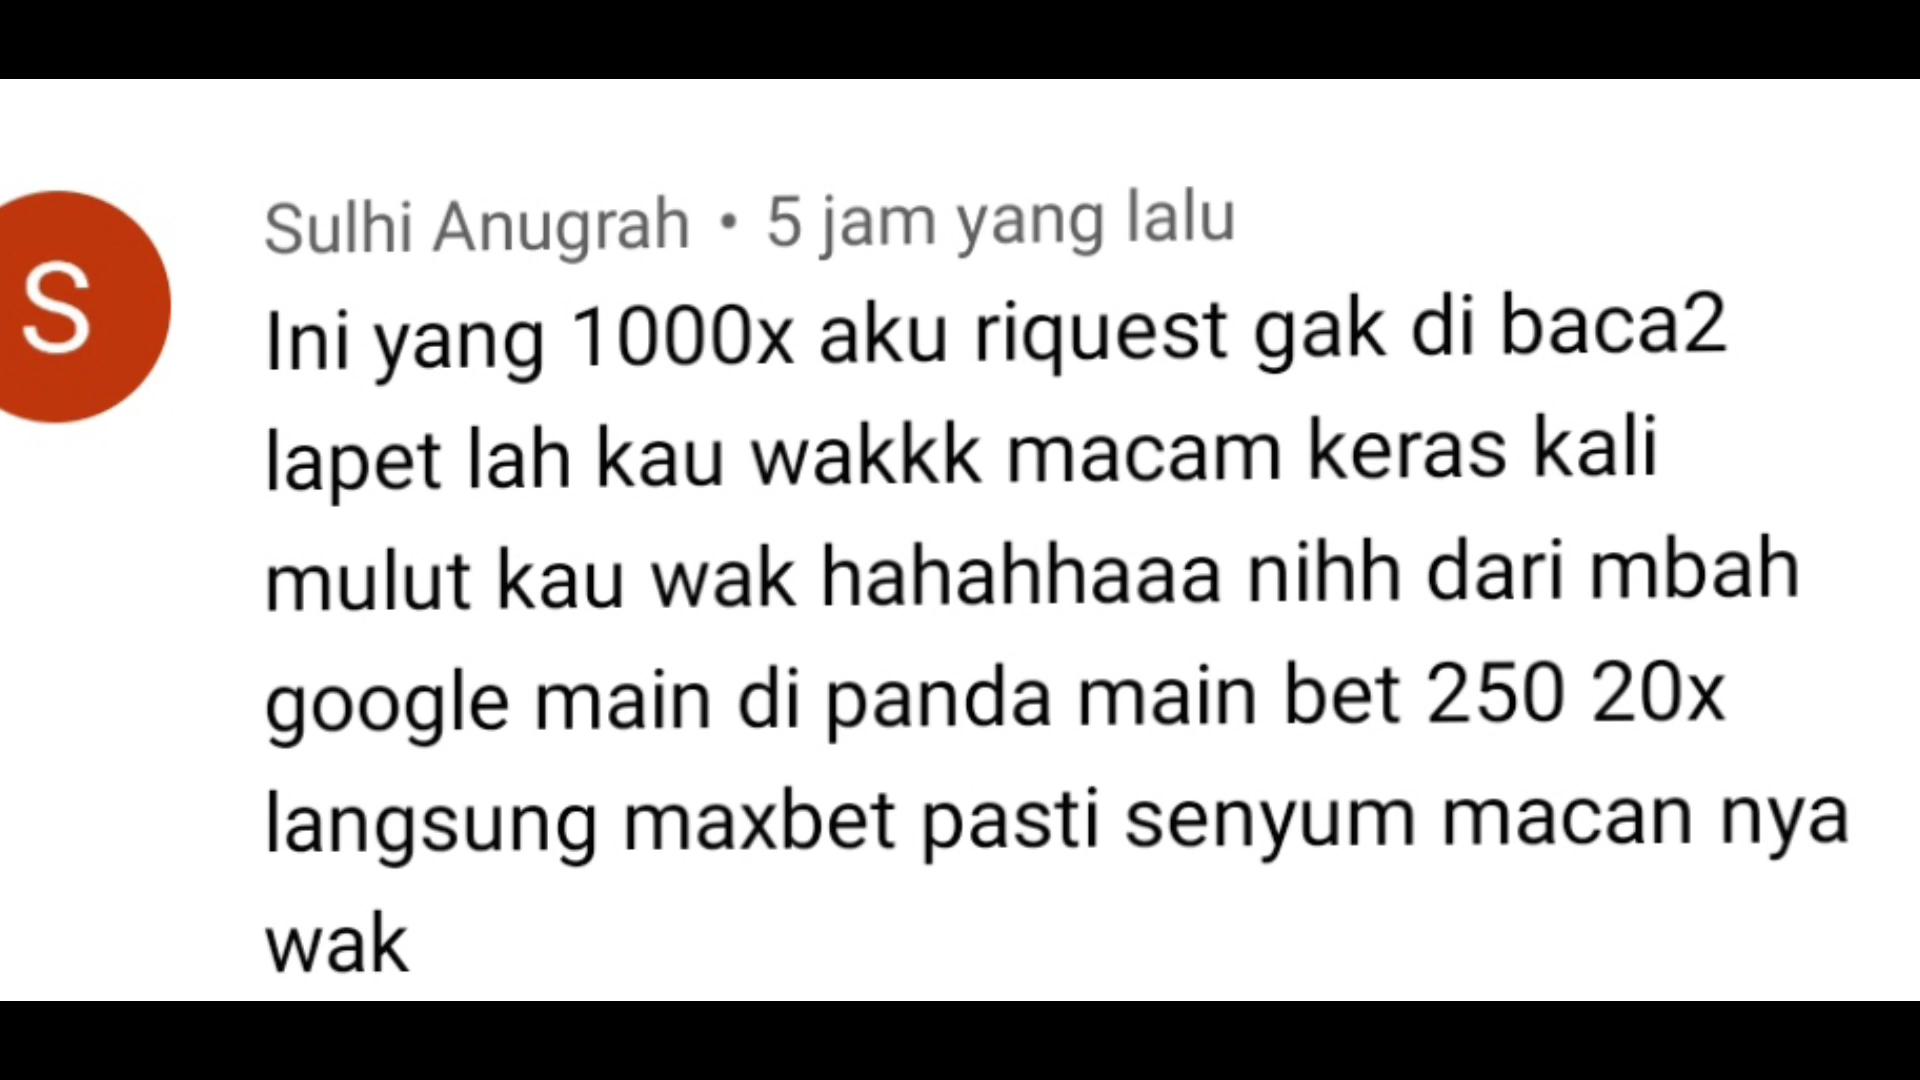 S
Sulhi Anugrah • 5 jam yang lalu
Ini yang 1000x aku riquest gak di baca2
lapet lah kau wakkk macam keras kali
mulut kau wak hahahhaaa nihh dari mbah
google main di panda main bet 250 20x
langsung maxbet pasti senyum macan nya
wak